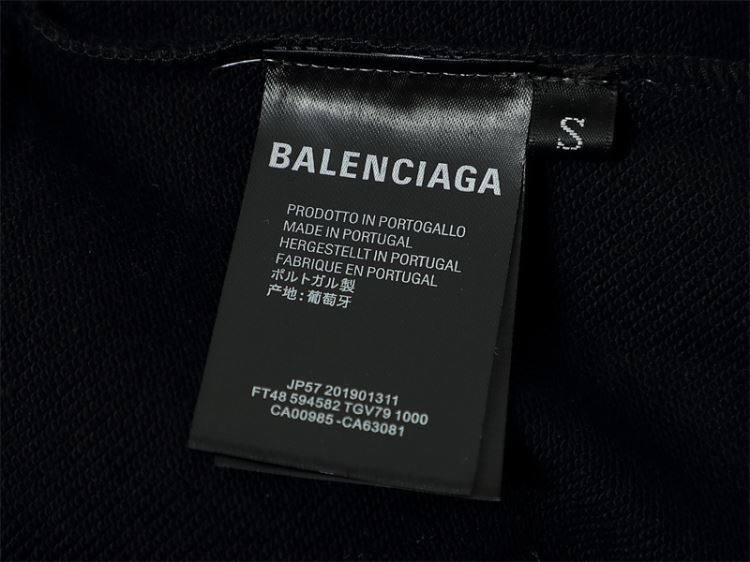 BALENCIAGA
S
PRODOTTO IN PORTOGALLO
MADE IN PORTUGAL
HERGESTELLT IN PORTUGAL
FABRIQUE EN PORTUGAL
ポルトガル製
产地:葡萄牙
JP57 201901311
FT48 594582 TGV79 1000
CA00985-CA63081